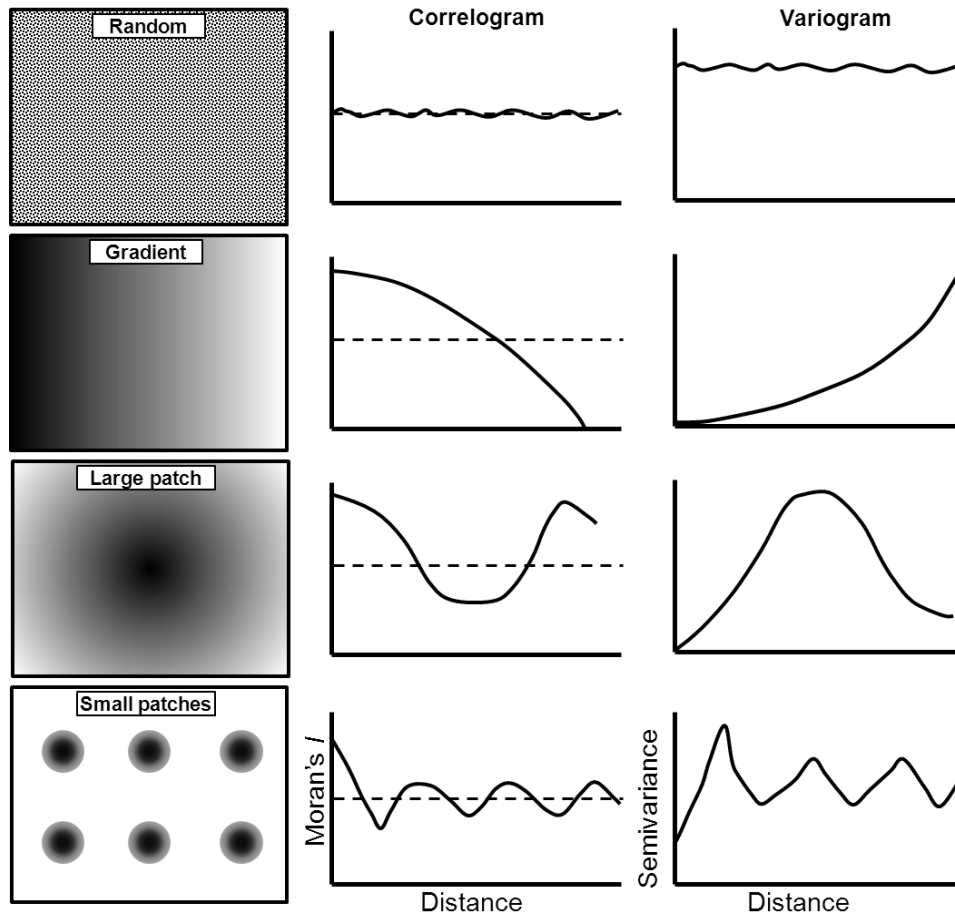 Random
Correlogram
Variogram
Gradient
Large patch
Small patches
Moran's I
Semivariance
Distance
Distance